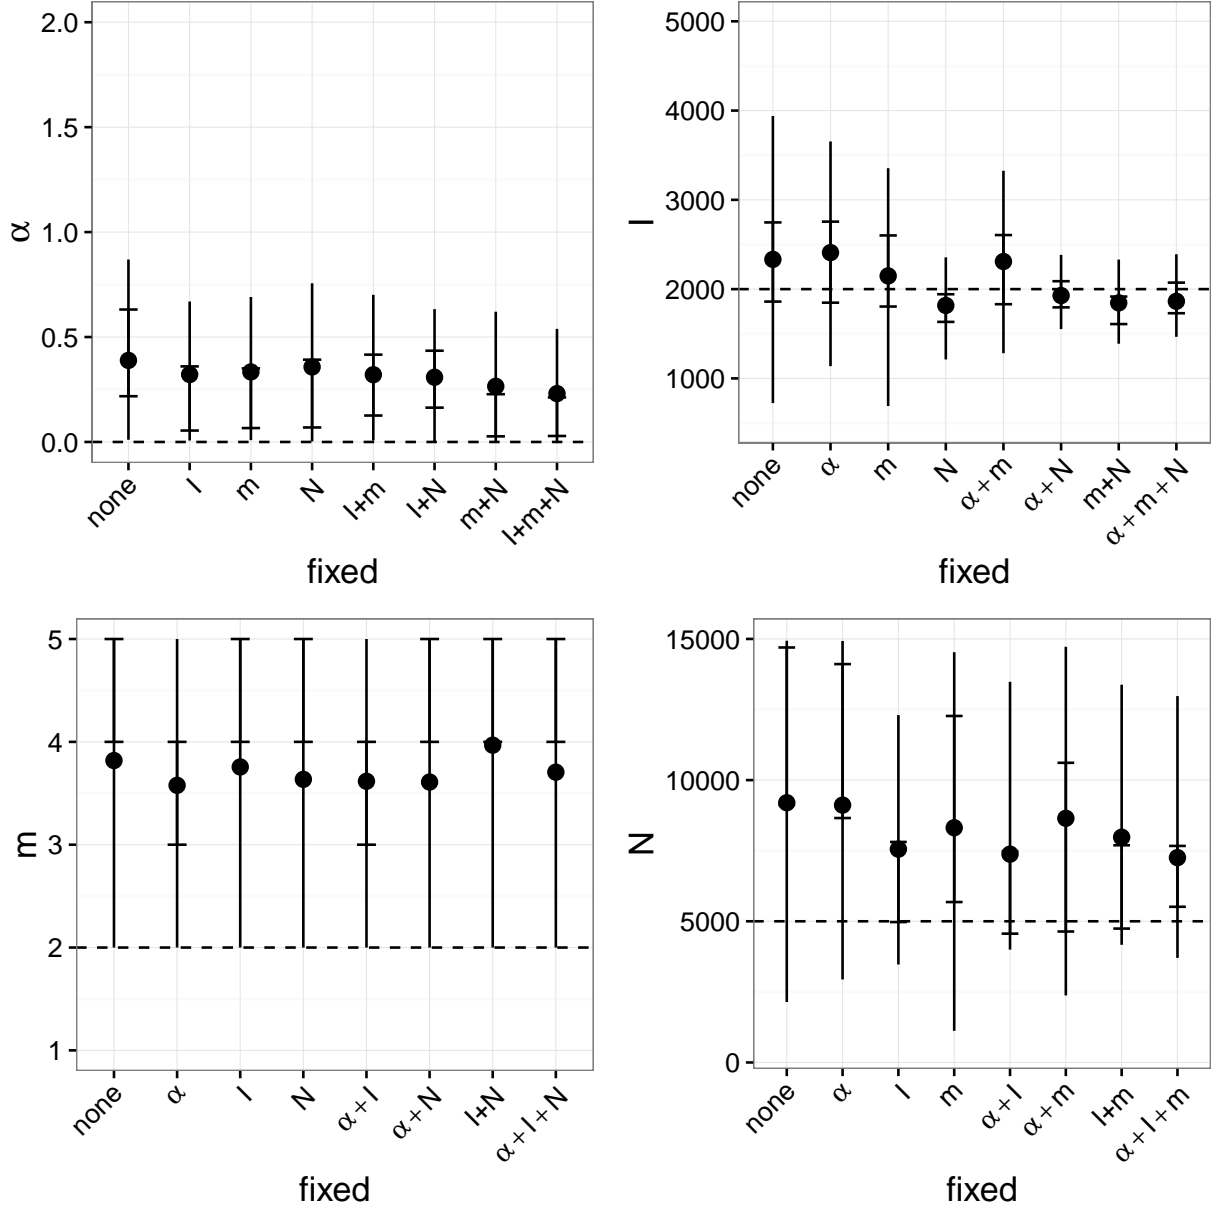 α
2.0
1.5
1.0
0.5
0.0
none
I
m
N
I+m
I+N
m+N
I+m+N
fixed
I
5000
4000
3000
2000
1000
none
α
m
N
α + m
α + N
m+N
α + m + N
fixed
m
5
4
3
2
1
none
α
I
N
α + I
α + N
I+N
α + I + N
fixed
N
15000
10000
5000
0
none
α
I
m
α + I
α + m
I+m
α + I + m
fixed